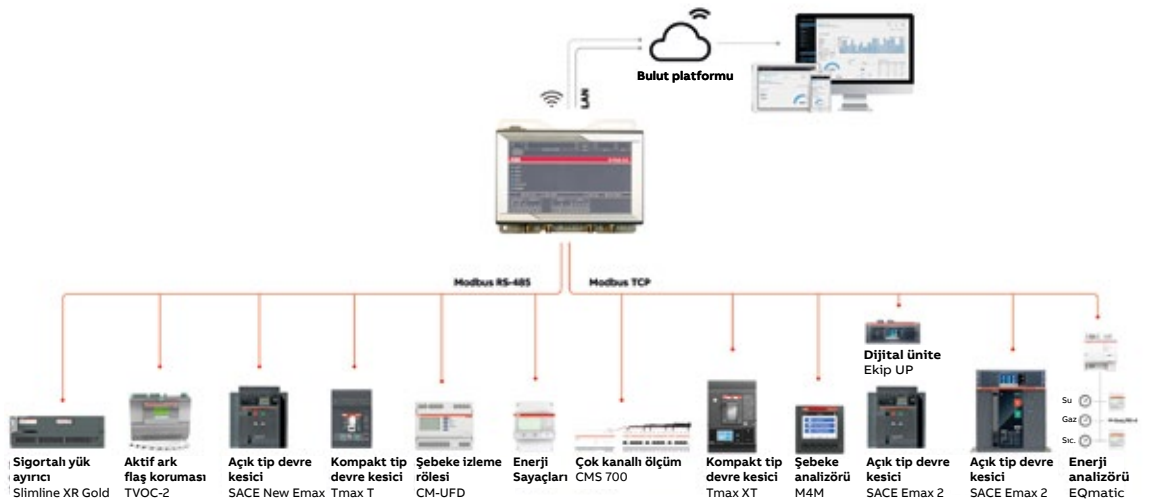 Bulut platformu
LAN
Modbus RS-485
Modbus TCP
Dijital ünite
Ekip UP
Su
Gaz
Sıc.
Sigortalı yük
ayırıcı
Slimline XR Gold
Aktif ark
flaş koruması
TVOC-2
Açık tip devre
kesici
SACE New Emax
Kompakt tip
devre kesici
Tmax T
Şebeke izleme
rölesi
CM-UFD
Enerji
Sayaçları
Çok kanallı ölçüm
CMS 700
Kompakt tip
devre kesici
Tmax XT
Şebeke
analizörü
M4M
Açık tip devre
kesici
SACE Emax 2
Açık tip devre
kesici
SACE Emax 2
Enerji
analizörü
EQmatic